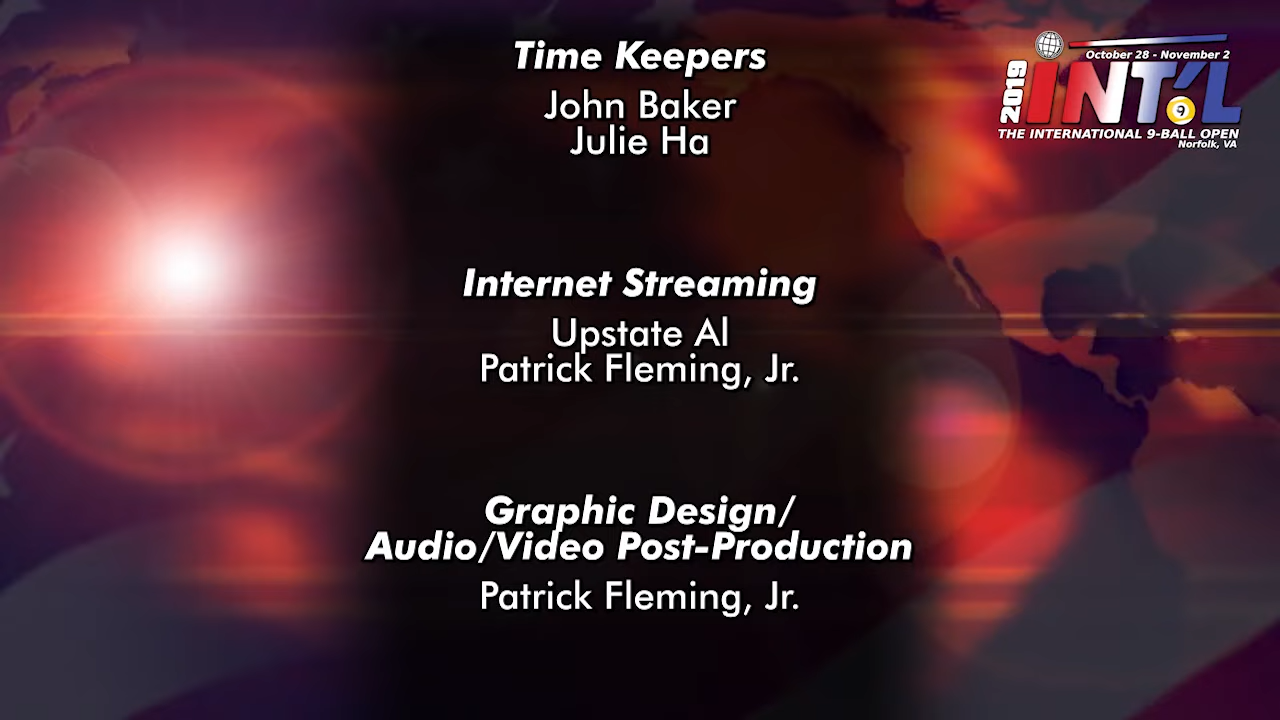 Time Keepers
John Baker
Julie Ha
Internet Streaming
Upstate Al
Patrick Fleming, Jr.
Graphic Design/
Audio/Video Post-Production
Patrick Fleming, Jr.
October 28 - November 2
2019
INT'L
9
THE INTERNATIONAL 9-BALL OPEN
Norfolk, VA